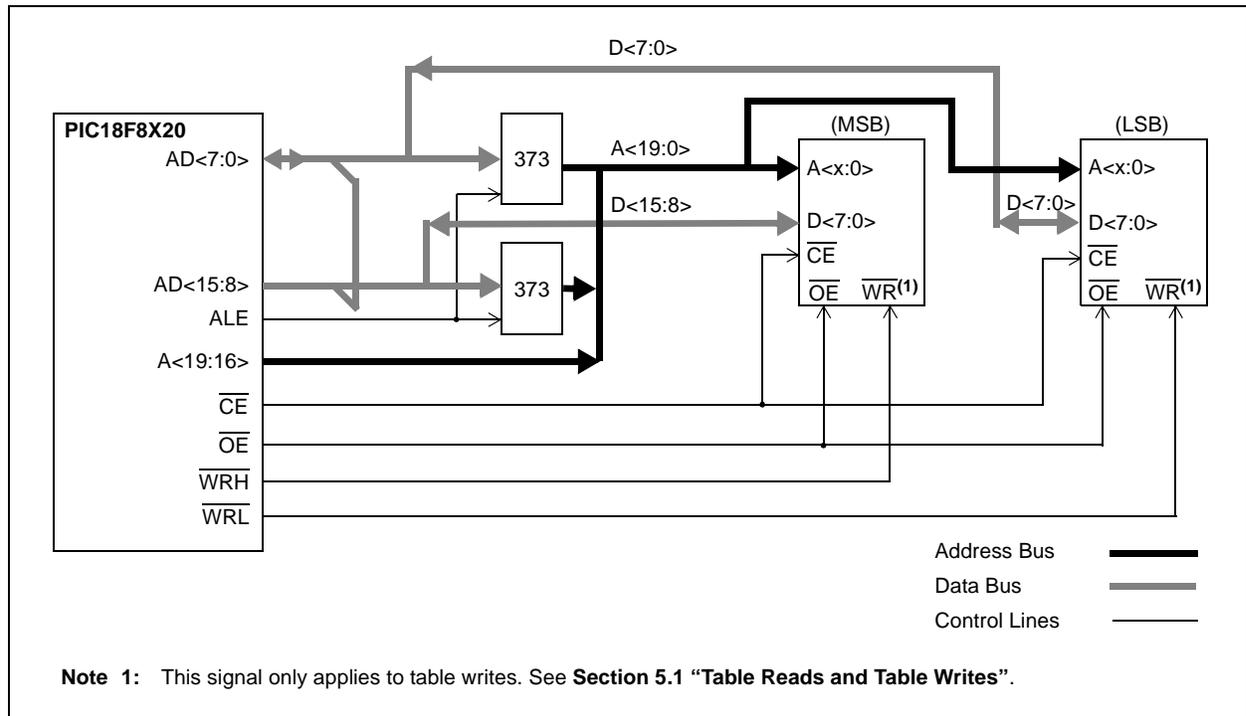 D<7:0>
PIC18F8X20
AD<7:0>
373
A<19:0>
(MSB)
(LSB)
A<x:0>
A<x:0>
D<15:8>
D<7:0>
D<7:0>
D<7:0>
CE
CE
OE WR(1)
OE WR(1)
AD<15:8>
373
ALE
A<19:16>
CE
OE
WRH
WRL
Address Bus
Data Bus
Control Lines
Note 1: This signal only applies to table writes. See Section 5.1 “Table Reads and Table Writes”.